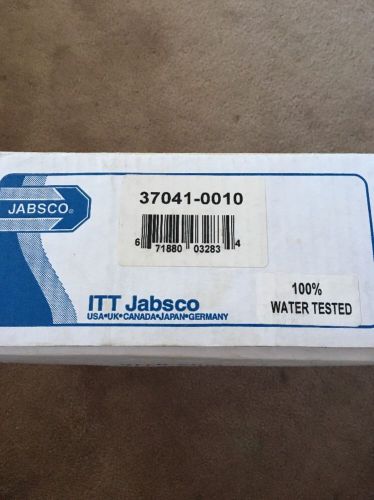 JABSCO®
37041-0010
6 71880 03283 4
100%
WATER TESTED
ITT Jabsco
USA•UK•CANADA•JAPAN•GERMANY